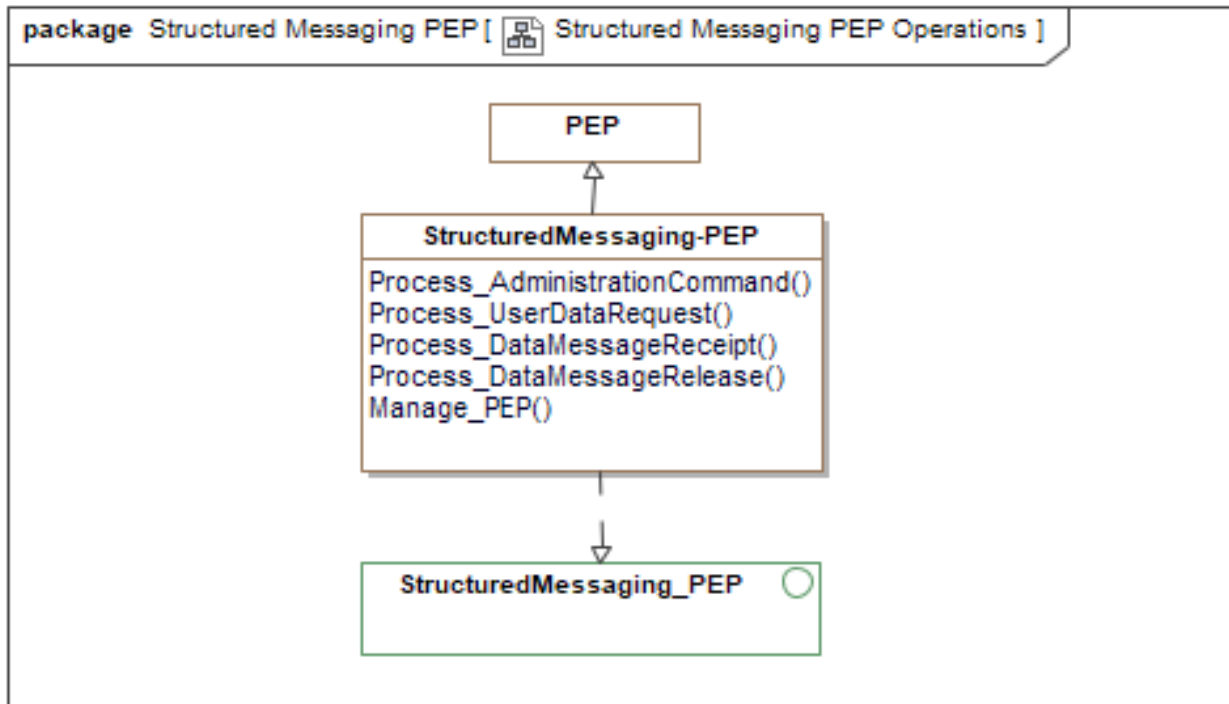 package Structured Messaging PEP [ Structured Messaging PEP Operations ]
PEP
StructuredMessaging-PEP
Process_AdministrationCommand()
Process_UserDataRequest()
Process_DataMessageReceipt()
Process_DataMessageRelease()
Manage_PEP()
StructuredMessaging_PEP